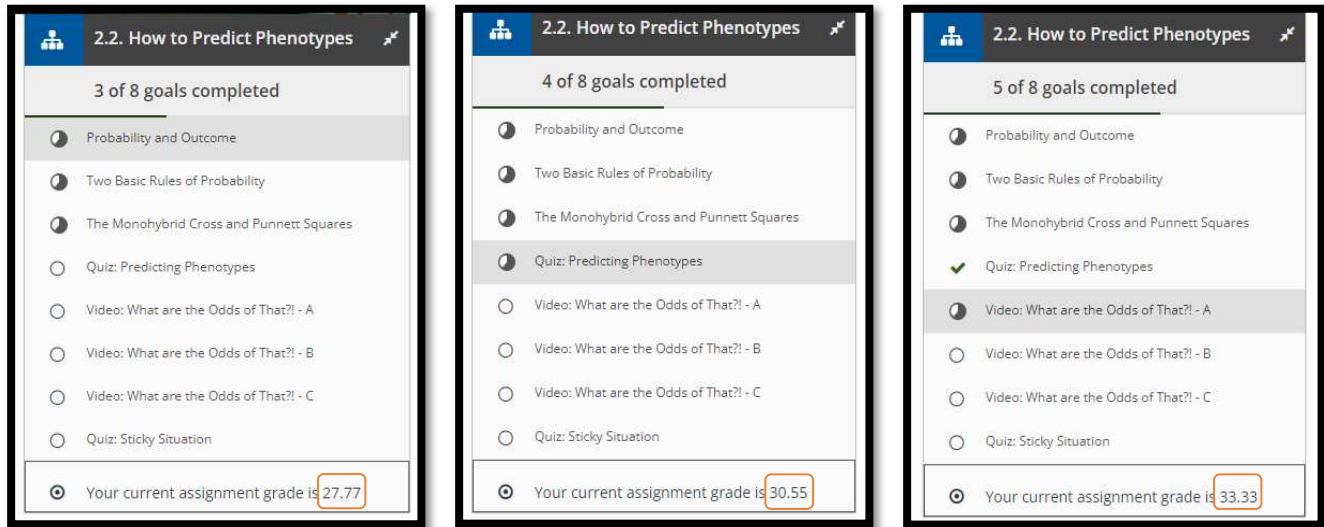 2.2. How to Predict Phenotypes
3 of 8 goals completed
Probability and Outcome
Two Basic Rules of Probability
The Monohybrid Cross and Punnett Squares
Quiz: Predicting Phenotypes
Video: What are the Odds of That?! - A
Video: What are the Odds of That?! - B
Video: What are the Odds of That?! - C
Quiz: Sticky Situation
Your current assignment grade is 27.77
2.2. How to Predict Phenotypes
4 of 8 goals completed
Probability and Outcome
Two Basic Rules of Probability
The Monohybrid Cross and Punnett Squares
Quiz: Predicting Phenotypes
Video: What are the Odds of That?! - A
Video: What are the Odds of That?! - B
Video: What are the Odds of That?! - C
Quiz: Sticky Situation
Your current assignment grade is 30.55
2.2. How to Predict Phenotypes
5 of 8 goals completed
Probability and Outcome
Two Basic Rules of Probability
The Monohybrid Cross and Punnett Squares
Quiz: Predicting Phenotypes
Video: What are the Odds of That?! - A
Video: What are the Odds of That?! - B
Video: What are the Odds of That?! - C
Quiz: Sticky Situation
Your current assignment grade is 33.33